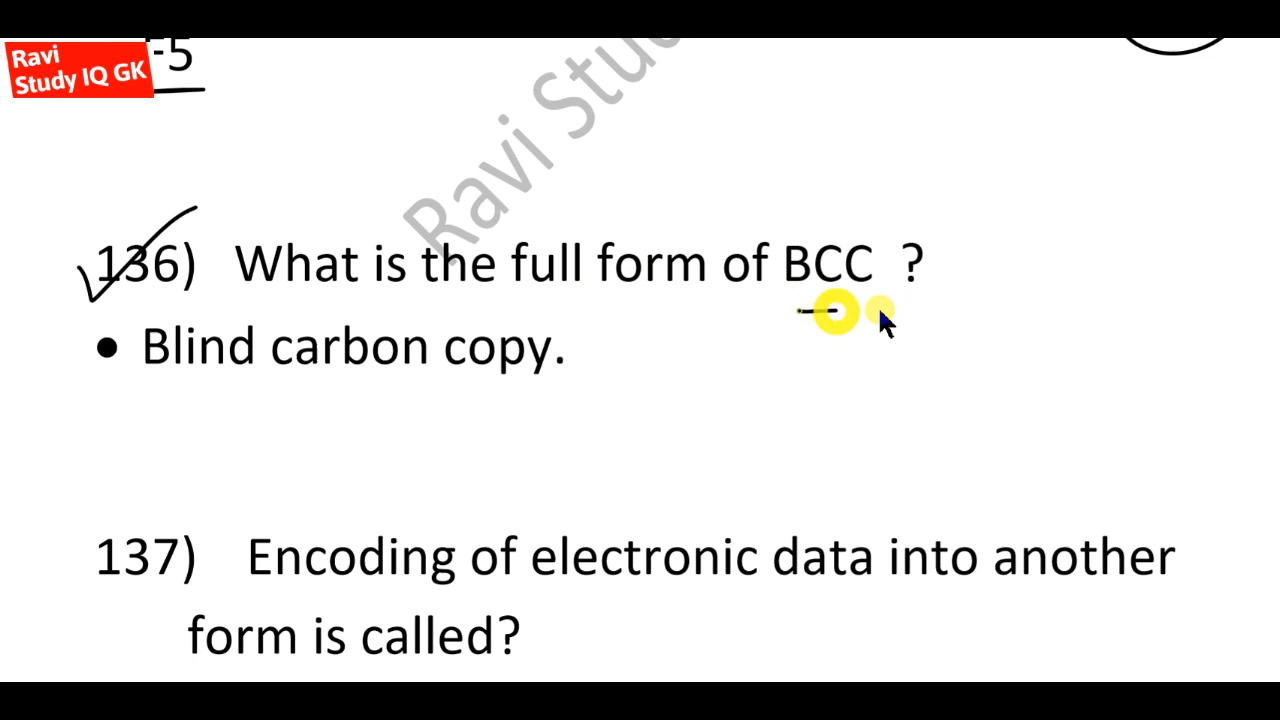 Ravi
Study IQ GK
-5
Ravi
136) What is the full form of BCC ?
• Blind carbon copy.
137) Encoding of electronic data into another
form is called?